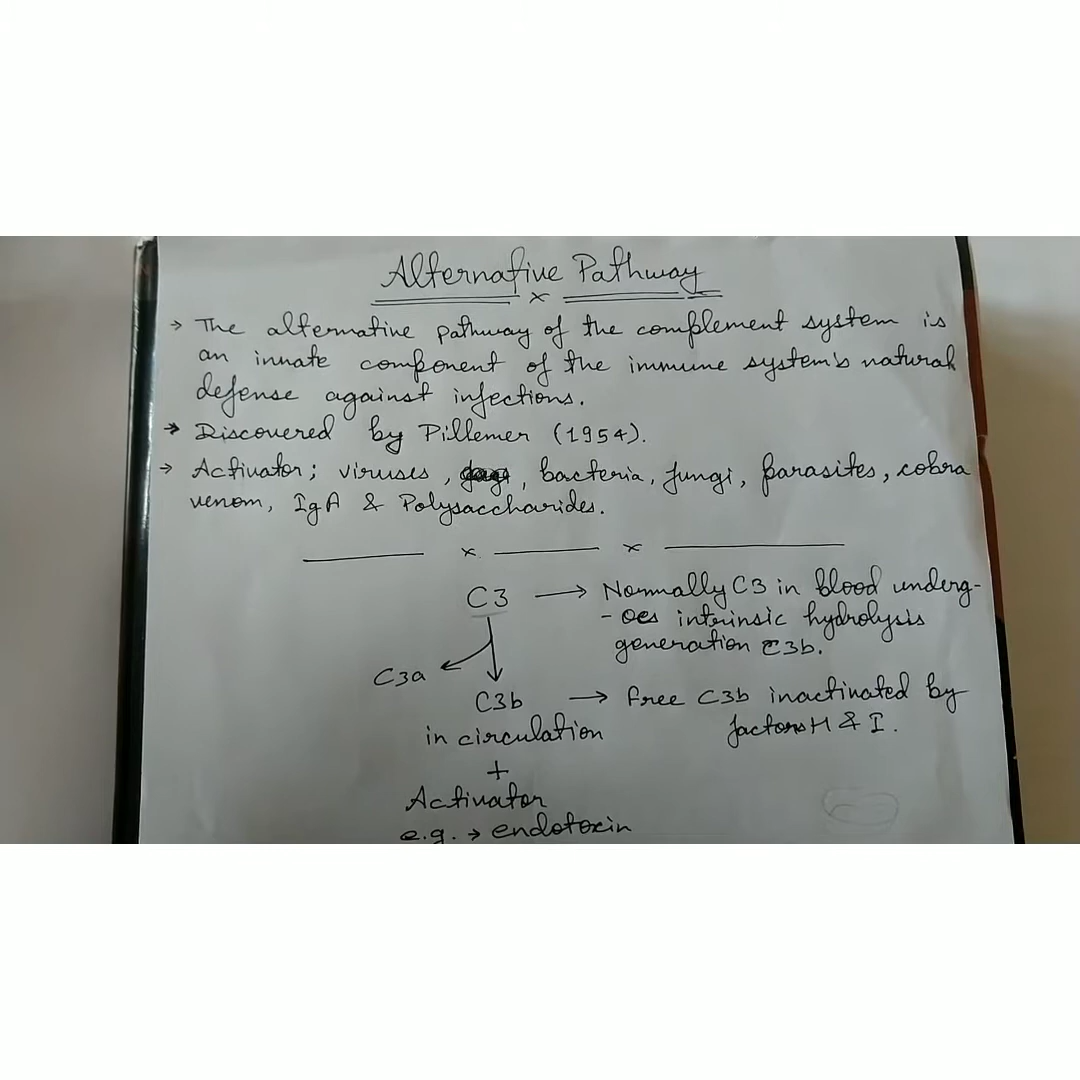 Alternative Pathway
x
→ The alternative pathway of the complement system is
an innate component of the immune system's natural
defense against infections.
→ Discovered by Pillemer (1954).
→ Activator; viruses, , bacteria, fungi, parasites, cobra
venom, IgA & Polysaccharides.
x x
C3 → Normally C3 in blood underg-
-oes intrinsic hydrolysis
generation C3b.
C3a
C3b → free C3b inactivated by
in circulation factors H & I.
+
Activator
e.g. → endotoxin